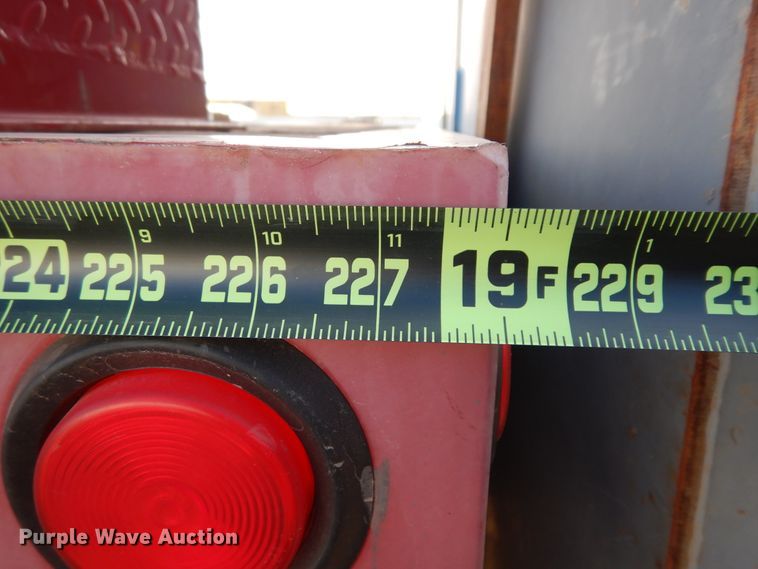 9 10 11 1
24 225 226 227 19F 229 23
Purple Wave Auction